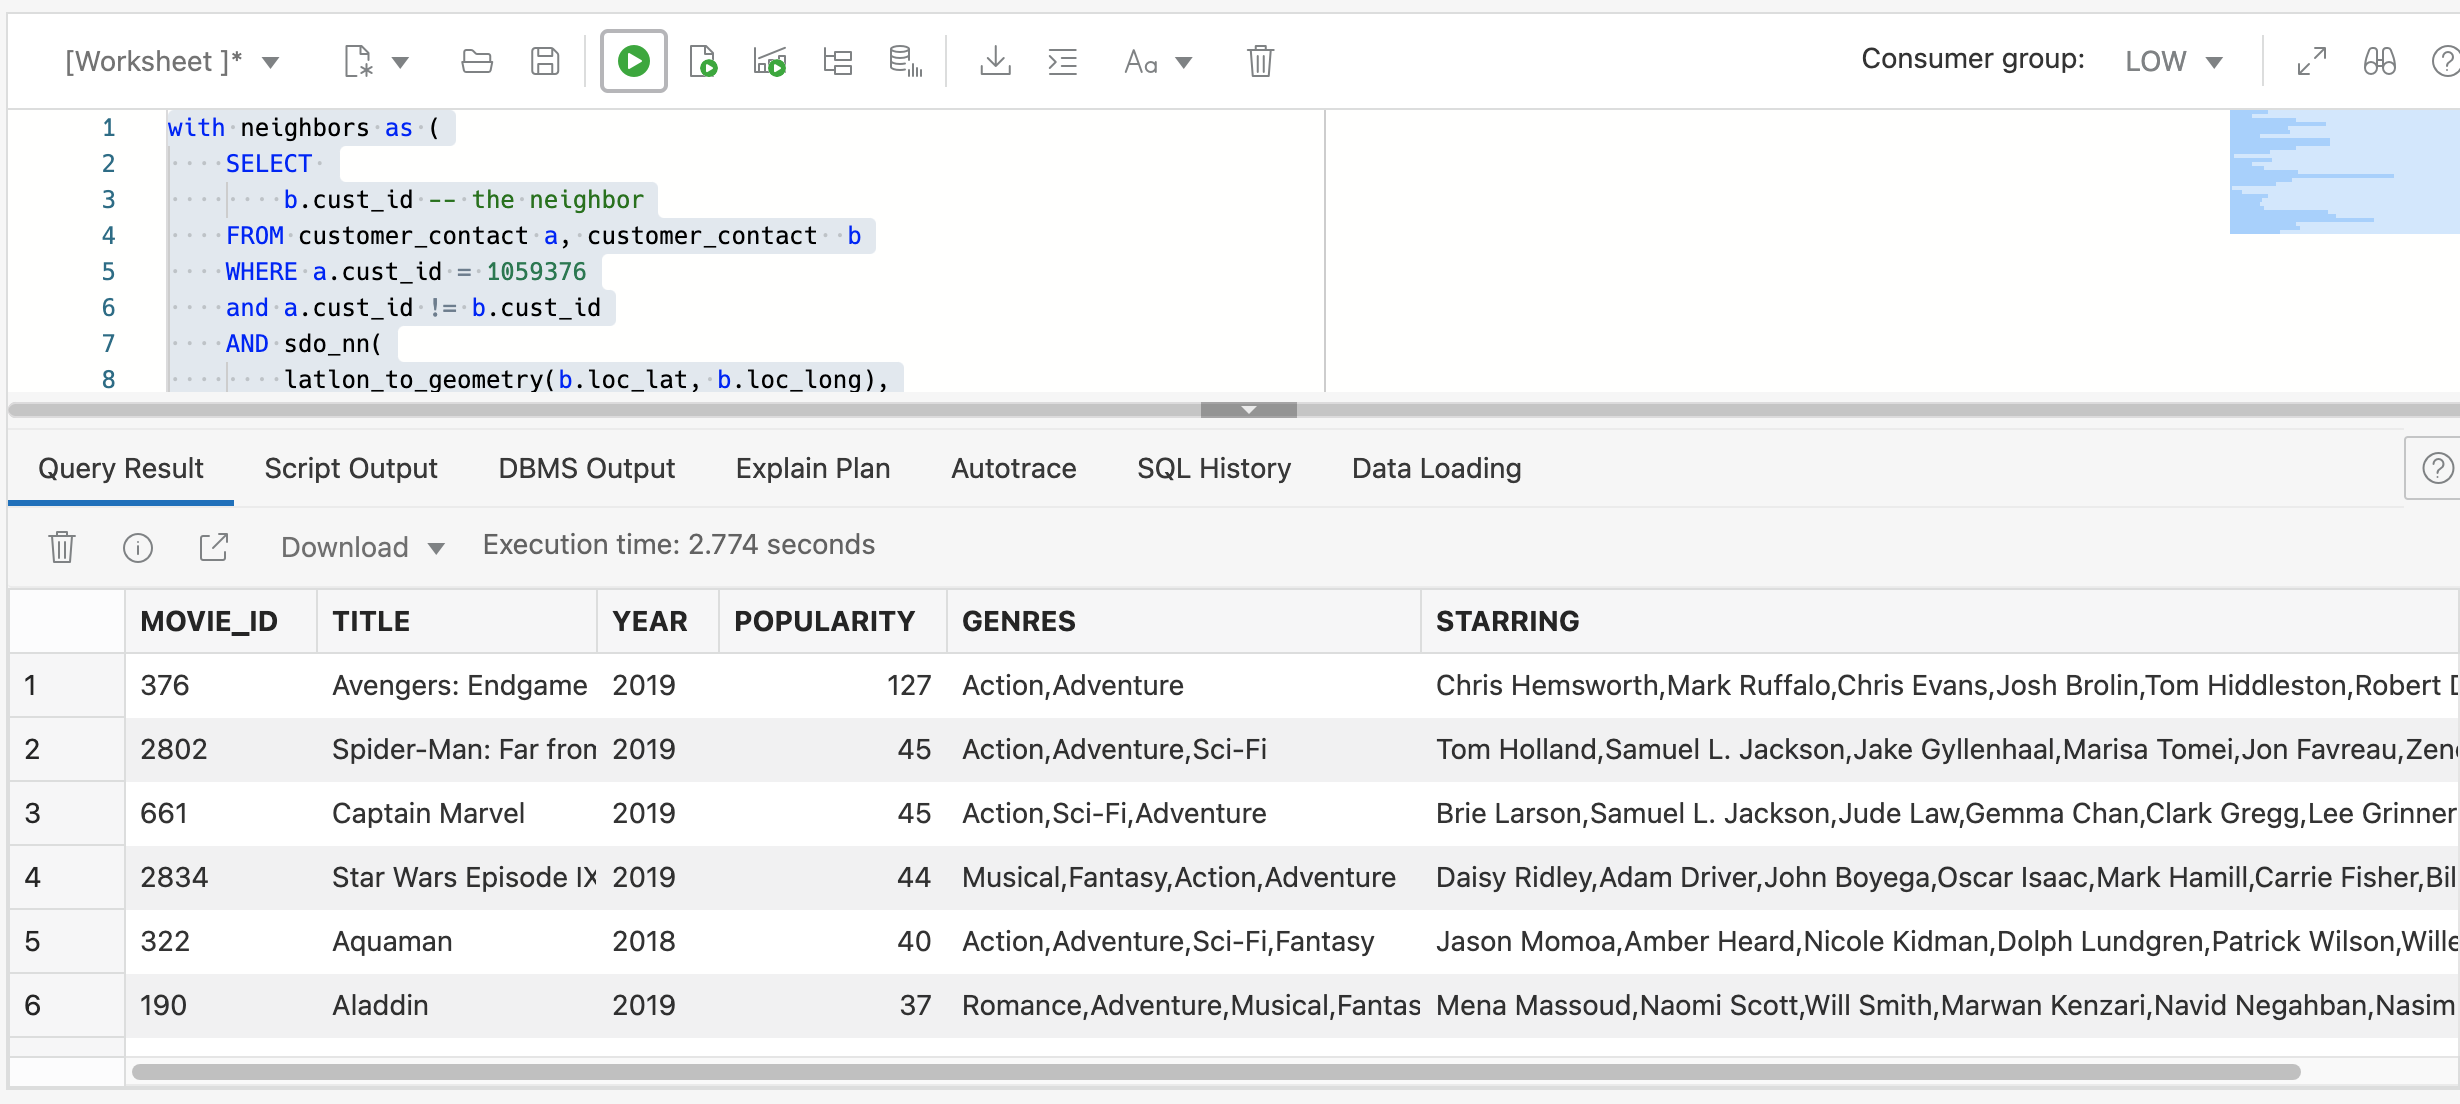 [Worksheet ]* Aa Consumer group: LOW
1 with neighbors as (
2 SELECT
3 b.cust_id -- the neighbor
4 FROM customer_contact a, customer_contact b
5 WHERE a.cust_id = 1059376
6 and a.cust_id != b.cust_id
7 AND sdo_nn(
8 latlon_to_geometry(b.loc_lat, b.loc_long),
Query Result Script Output DBMS Output Explain Plan Autotrace SQL History Data Loading
Download Execution time: 2.774 seconds
MOVIE_ID TITLE YEAR POPULARITY GENRES STARRING
1 376 Avengers: Endgame 2019 127 Action,Adventure Chris Hemsworth,Mark Ruffalo,Chris Evans,Josh Brolin,Tom Hiddleston,Robert
2 2802 Spider-Man: Far from 2019 45 Action,Adventure,Sci-Fi Tom Holland,Samuel L. Jackson,Jake Gyllenhaal,Marisa Tomei,Jon Favreau,Zen
3 661 Captain Marvel 2019 45 Action,Sci-Fi,Adventure Brie Larson,Samuel L. Jackson,Jude Law,Gemma Chan,Clark Gregg,Lee Grinner
4 2834 Star Wars Episode IX 2019 44 Musical,Fantasy,Action,Adventure Daisy Ridley,Adam Driver,John Boyega,Oscar Isaac,Mark Hamill,Carrie Fisher,Bil
5 322 Aquaman 2018 40 Action,Adventure,Sci-Fi,Fantasy Jason Momoa,Amber Heard,Nicole Kidman,Dolph Lundgren,Patrick Wilson,Wille
6 190 Aladdin 2019 37 Romance,Adventure,Musical,Fantas Mena Massoud,Naomi Scott,Will Smith,Marwan Kenzari,Navid Negahban,Nasim